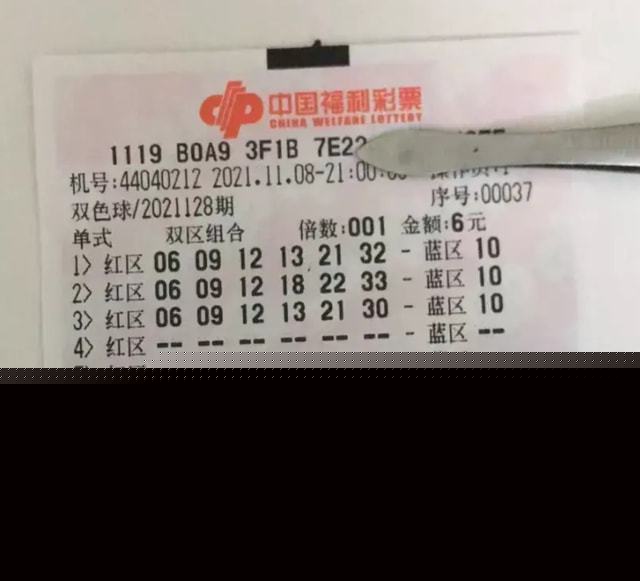 中国福利彩票
CHINA WELFARE LOTTERY
1119 B0A9 3F1B 7E22
机号:44040212 2021.11.08-21:00:
双色球/2021128期 序号:00037
单式 双区组合 倍数:001 金额:6元
1> 红区 06 09 12 13 21 32 - 蓝区 10
2> 红区 06 09 12 18 22 33 - 蓝区 10
3> 红区 06 09 12 13 21 30 - 蓝区 10
4> 红区 -- -- -- -- -- -- - 蓝区 --